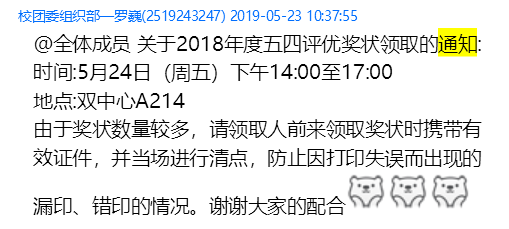 校团委组织部—罗巍(2519243247) 2019-05-23 10:37:55
@全体成员 关于2018年度五四评优奖状领取的通知:
时间:5月24日（周五）下午14:00至17:00
地点:双中心A214
由于奖状数量较多，请领取人前来领取奖状时携带有
效证件，并当场进行清点，防止因打印失误而出现的
漏印、错印的情况。谢谢大家的配合